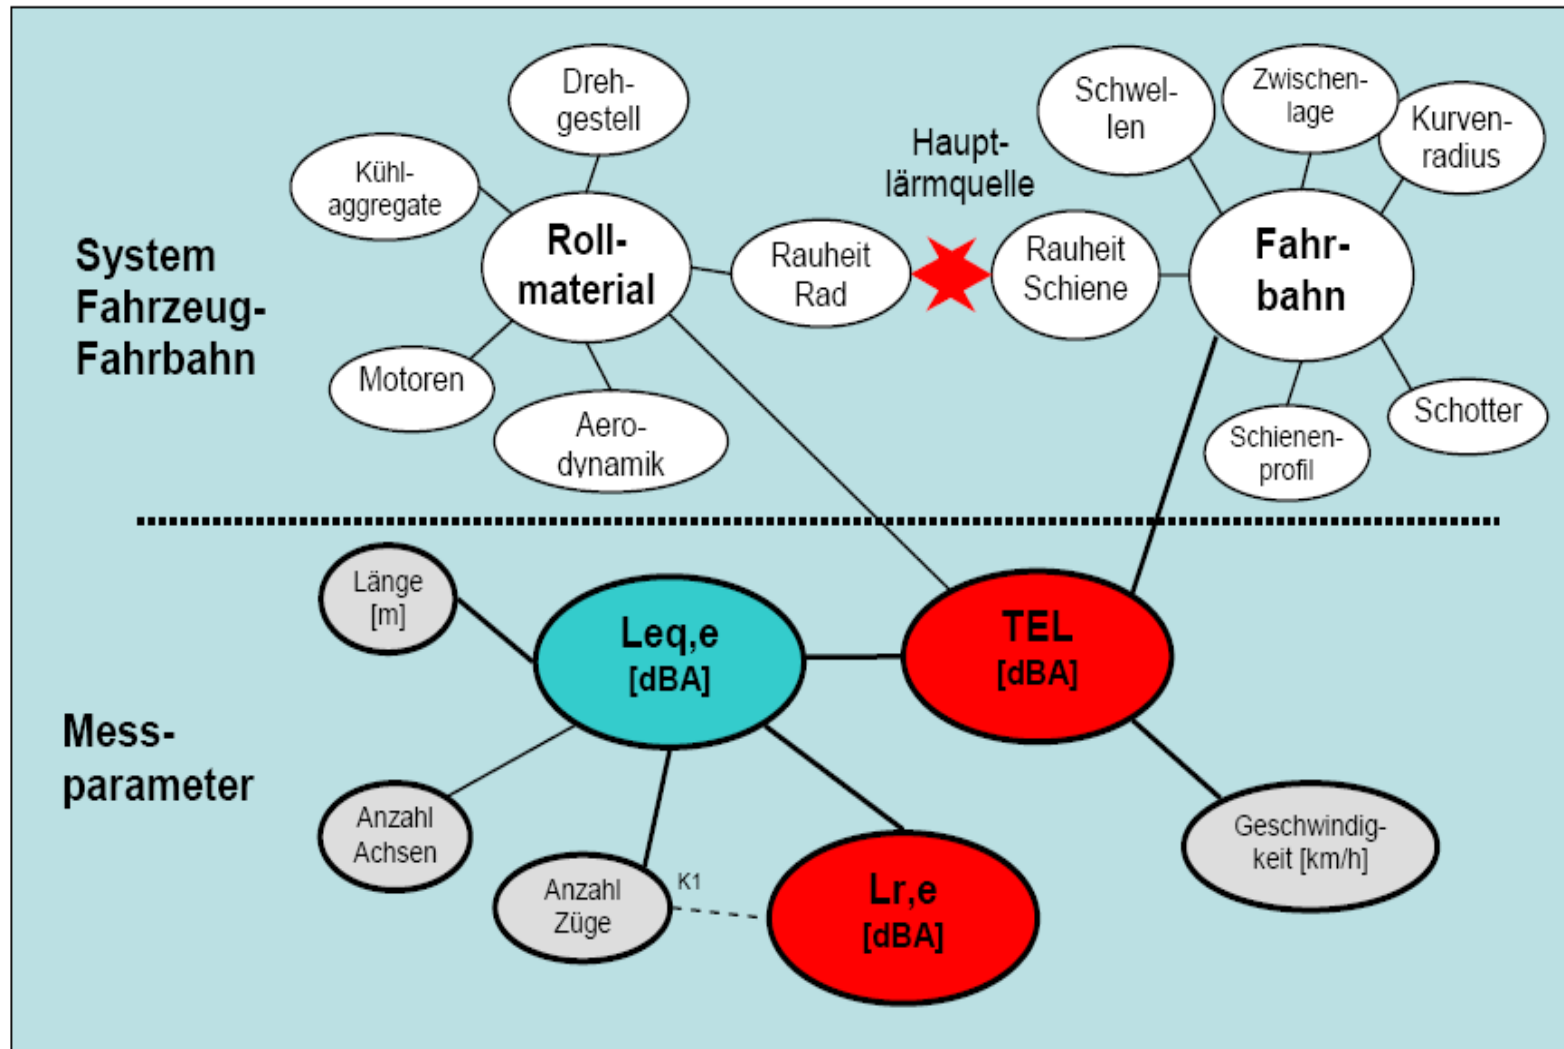 Dreh-
gestell
Kühl-
aggregate
Roll-
material
Rauheit
Rad
Motoren
Aero-
dynamik
Haupt-
lärmquelle
Schwel-
len
Zwischen-
lage
Kurven-
radius
Rauheit
Schiene
Fahr-
bahn
Schienen-
profil
Schotter
System
Fahrzeug-
Fahrbahn
Länge
[m]
Leq,e
[dBA]
TEL
[dBA]
Mess-
parameter
Anzahl
Achsen
Anzahl
Züge
K1
Lr,e
[dBA]
Geschwindig-
keit [km/h]